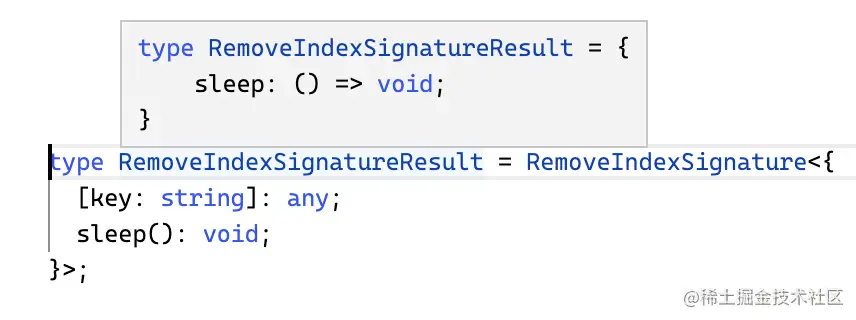 type RemoveIndexSignatureResult = {
    sleep: () => void;
}
type RemoveIndexSignatureResult = RemoveIndexSignature<{
  [key: string]: any;
  sleep(): void;
}>;
@稀土掘金技术社区